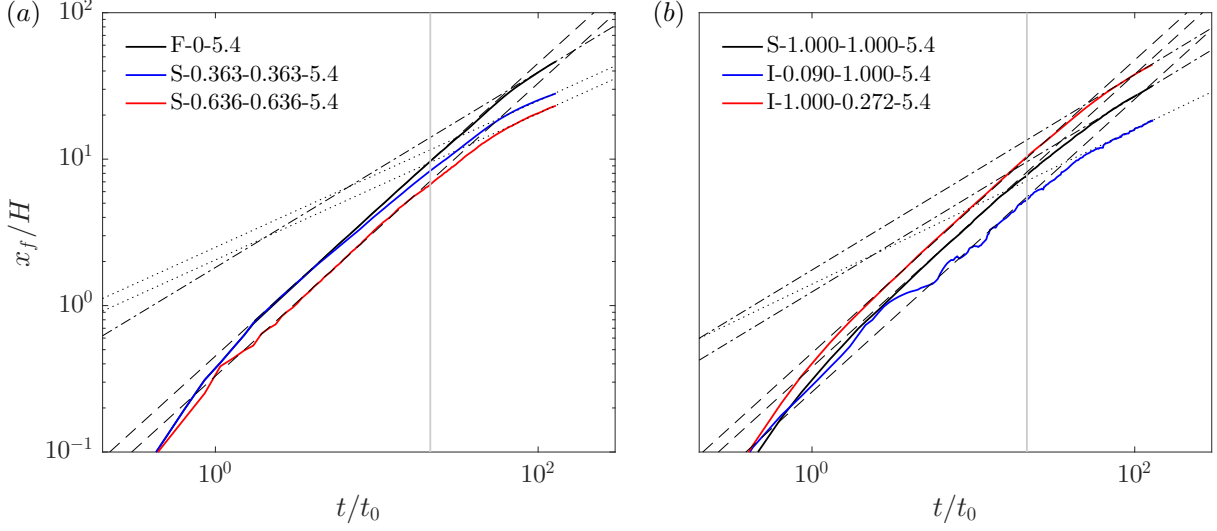 (a)
F-0-5.4
S-0.363-0.363-5.4
S-0.636-0.636-5.4
10^2
10^1
10^0
10^{-1}
x_f/H
10^0
10^2
t/t_0
(b)
S-1.000-1.000-5.4
I-0.090-1.000-5.4
I-1.000-0.272-5.4
10^0
10^2
t/t_0